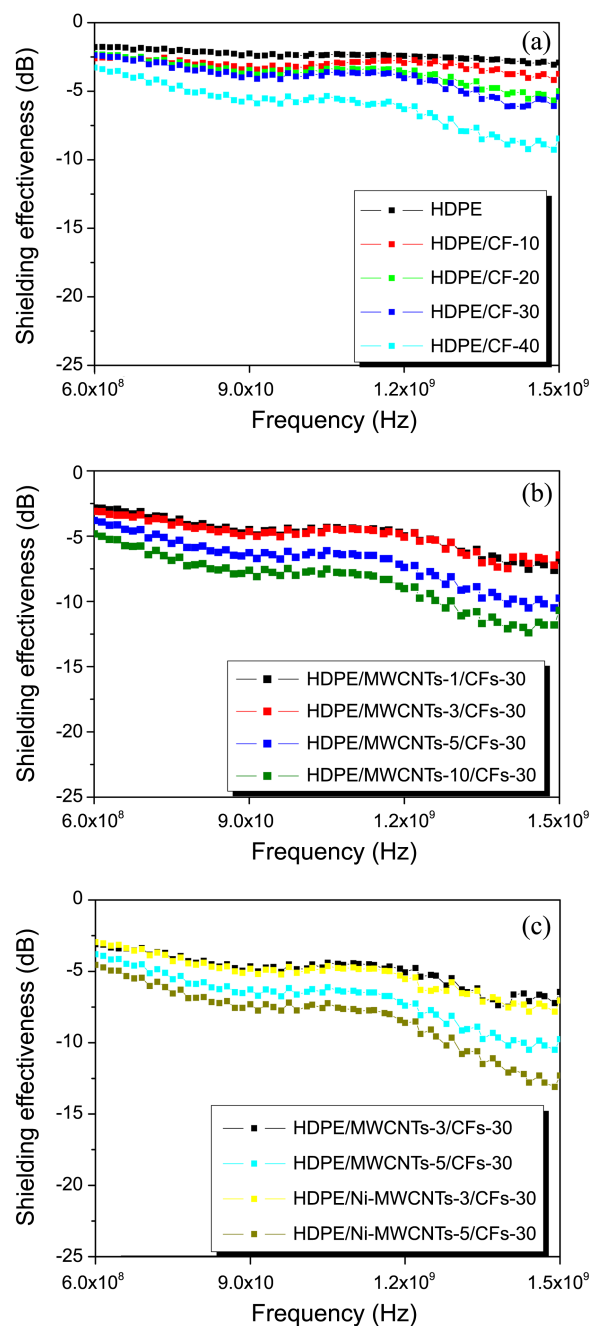 (a)
Shielding effectiveness (dB)
0
-5
-10
-15
-20
-25
HDPE
HDPE/CF-10
HDPE/CF-20
HDPE/CF-30
HDPE/CF-40
6.0x10⁸ 9.0x10 1.2x10⁹ 1.5x10⁹
Frequency (Hz)
(b)
Shielding effectiveness (dB)
0
-5
-10
-15
-20
-25
HDPE/MWCNTs-1/CFs-30
HDPE/MWCNTs-3/CFs-30
HDPE/MWCNTs-5/CFs-30
HDPE/MWCNTs-10/CFs-30
6.0x10⁸ 9.0x10 1.2x10⁹ 1.5x10⁹
Frequency (Hz)
(c)
Shielding effectiveness (dB)
0
-5
-10
-15
-20
-25
HDPE/MWCNTs-3/CFs-30
HDPE/MWCNTs-5/CFs-30
HDPE/Ni-MWCNTs-3/CFs-30
HDPE/Ni-MWCNTs-5/CFs-30
6.0x10⁸ 9.0x10 1.2x10⁹ 1.5x10⁹
Frequency (Hz)